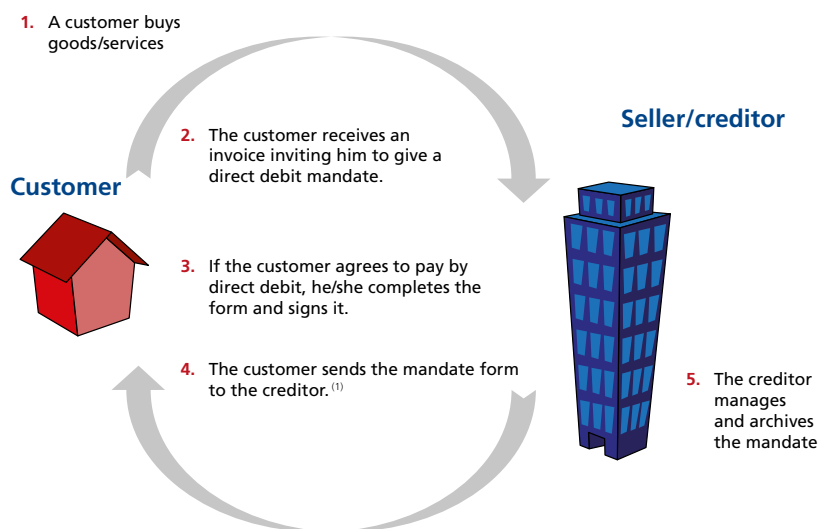 1. A customer buys
goods/services
Seller/creditor
2. The customer receives an
invoice inviting him to give a
direct debit mandate.
Customer
3. If the customer agrees to pay by
direct debit, he/she completes the
form and signs it.
4. The customer sends the mandate form
to the creditor. (1)
5. The creditor
manages
and archives
the mandate